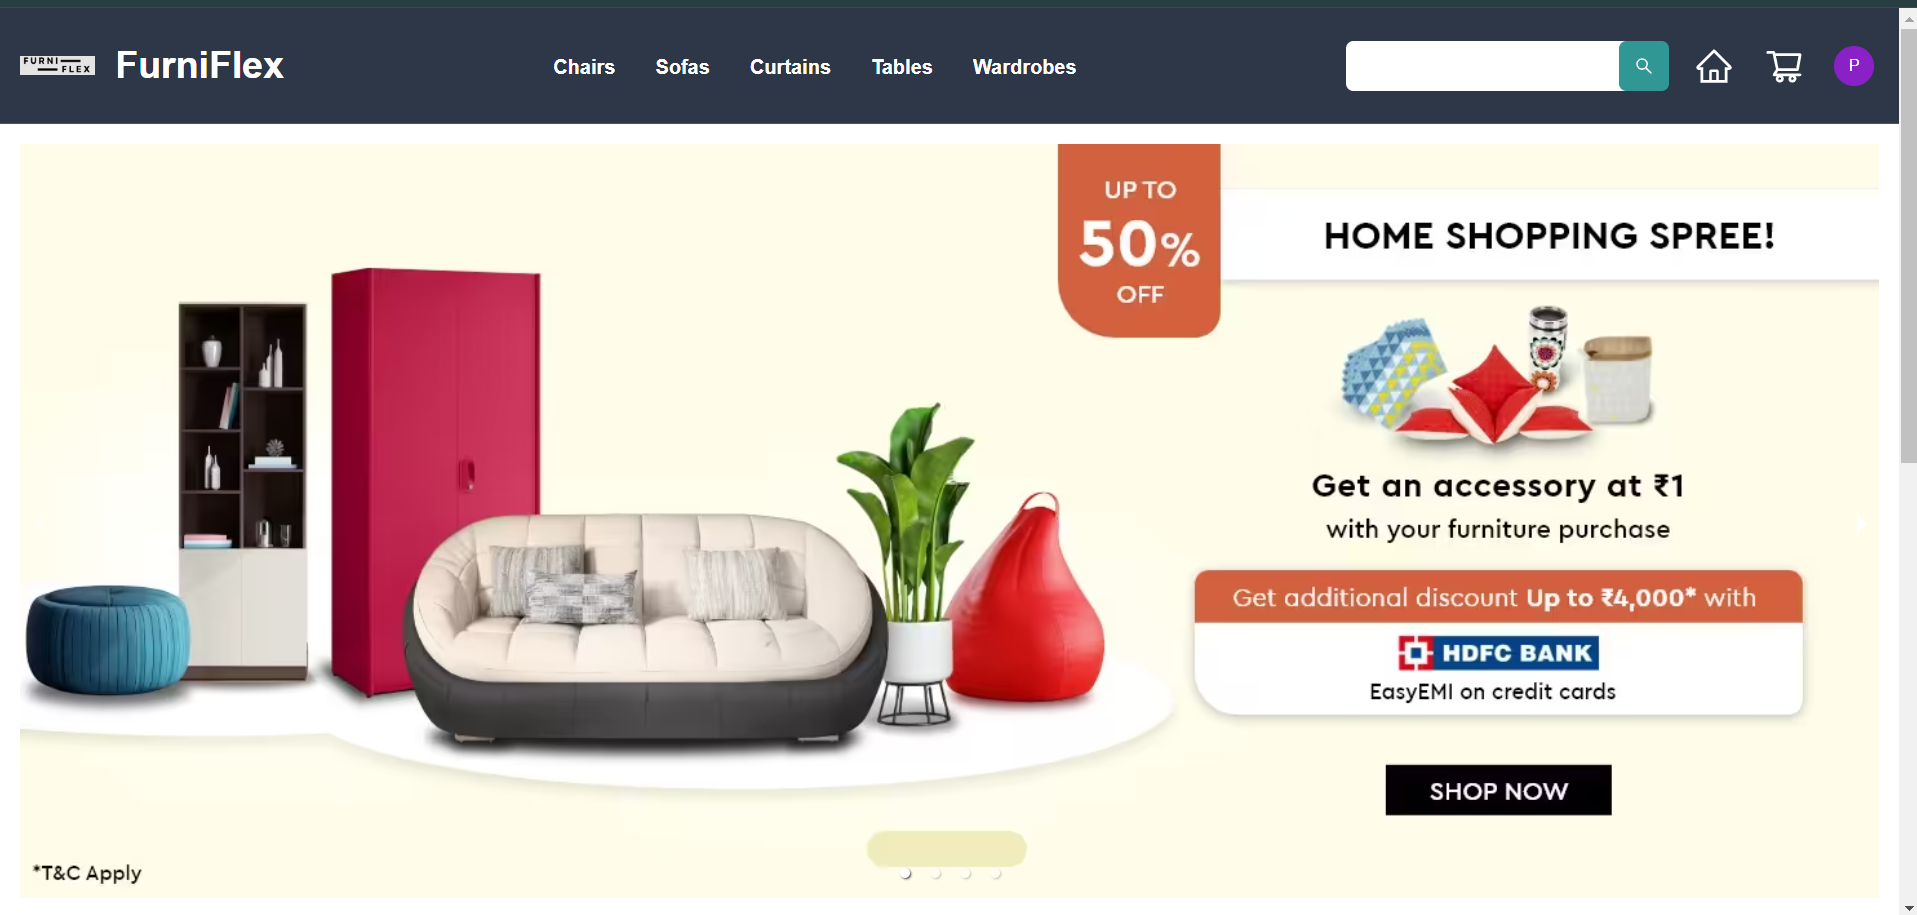 FURNI
FLEX
FurniFlex
Chairs
Sofas
Curtains
Tables
Wardrobes
P
UP TO
50%
OFF
HOME SHOPPING SPREE!
Get an accessory at ₹1
with your furniture purchase
Get additional discount Up to ₹4,000* with
HDFC BANK
EasyEMI on credit cards
SHOP NOW
*T&C Apply